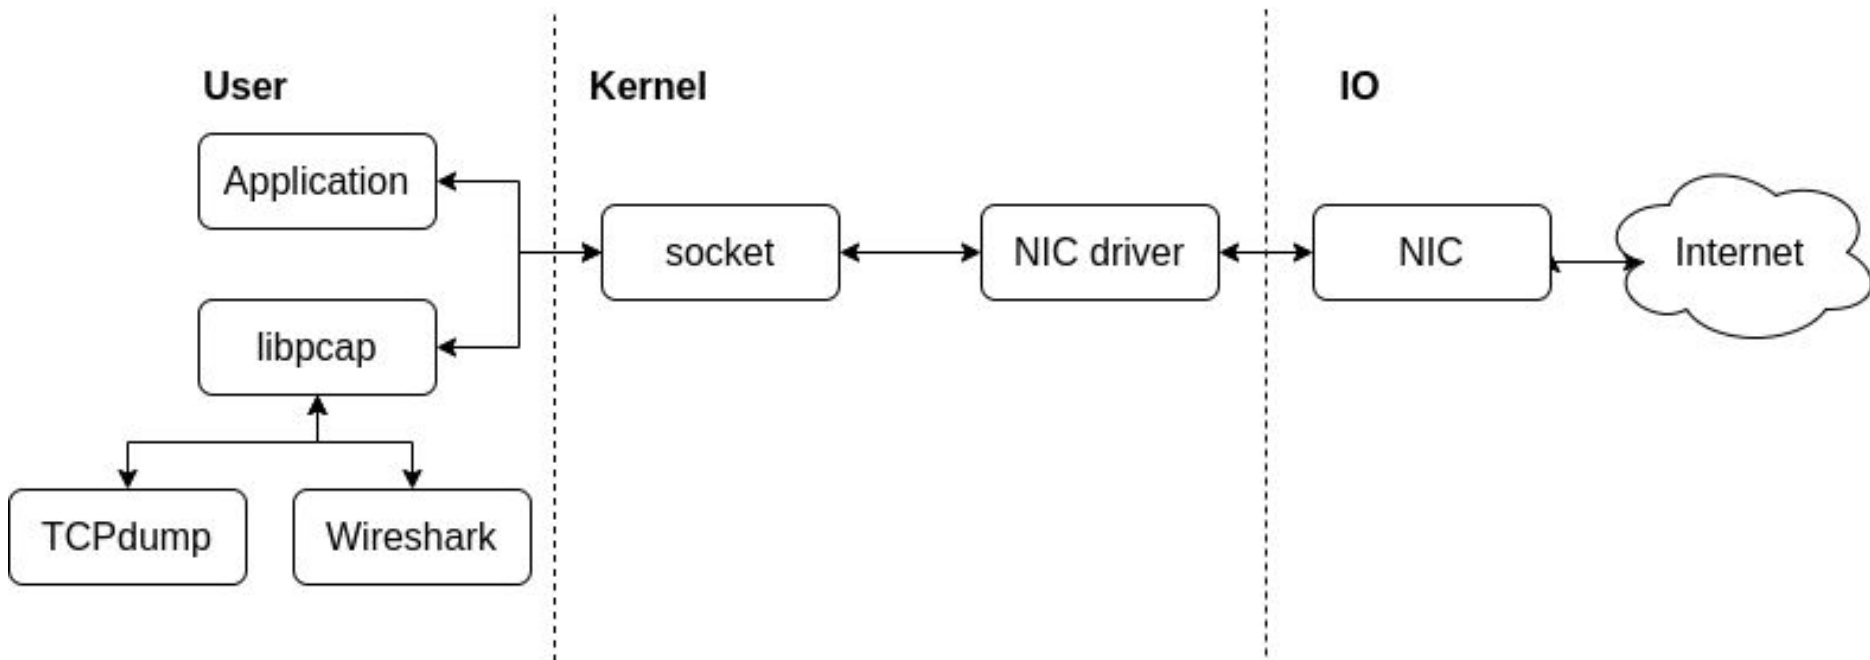 User
Kernel
IO
Application
socket
NIC driver
NIC
Internet
libpcap
TCPdump
Wireshark